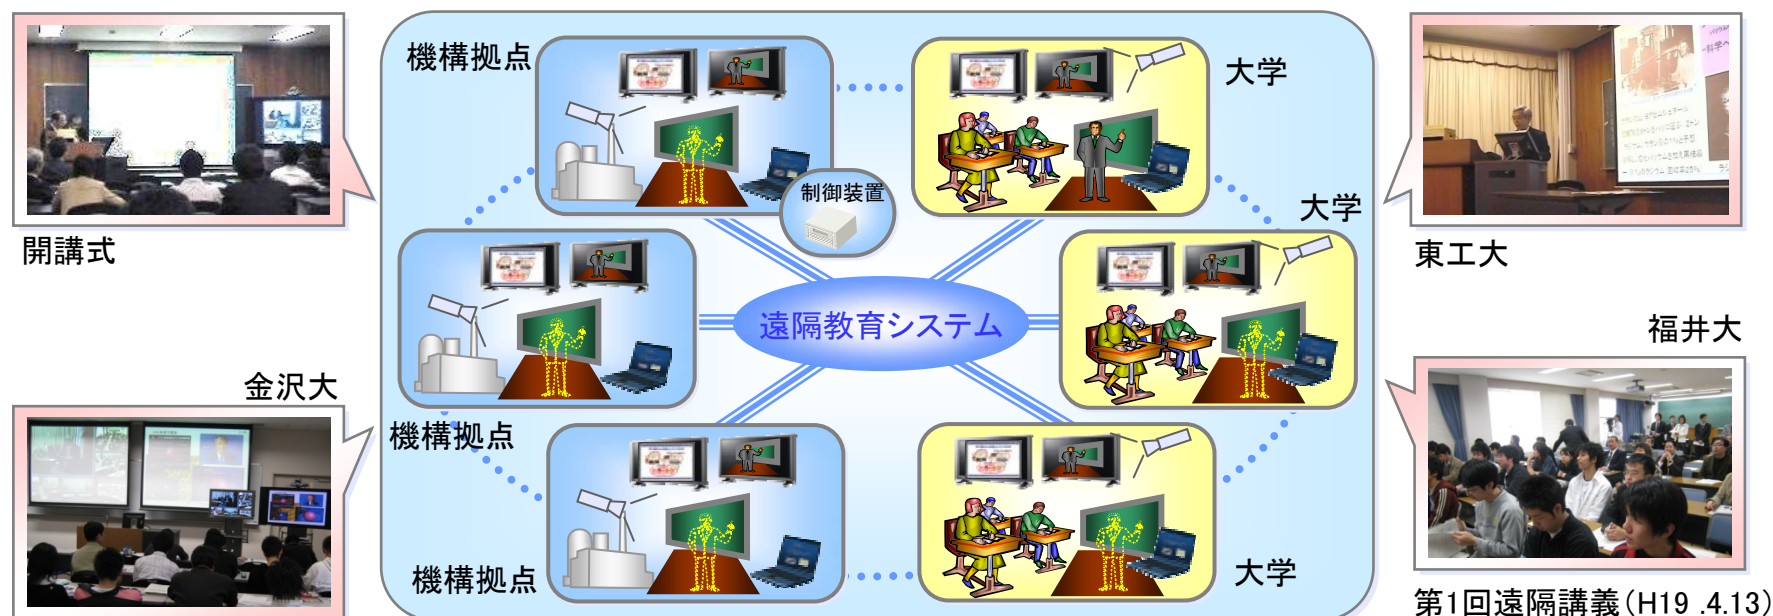 機構拠点
大学
制御装置
大学
開講式
東工大
遠隔教育システム
福井大
金沢大
機構拠点
機構拠点
大学
第1回遠隔講義(H19 .4.13)